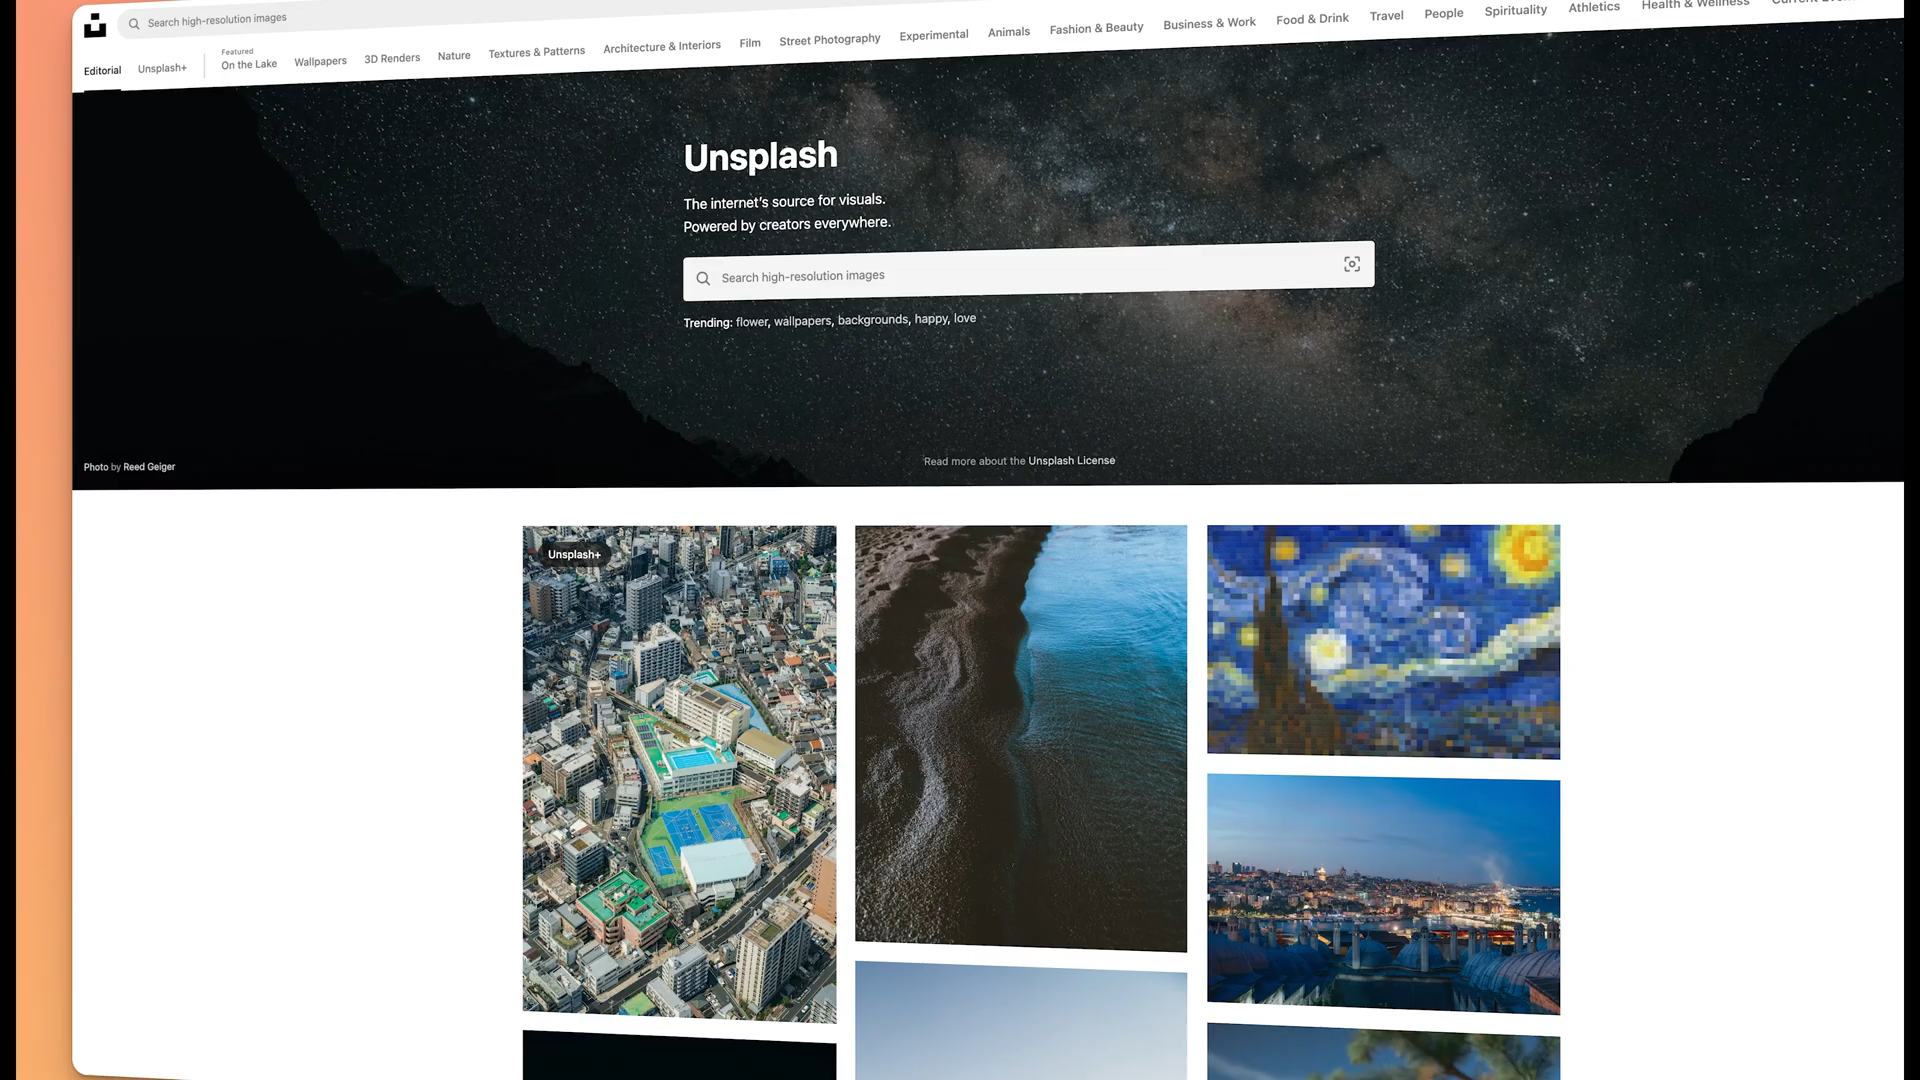 Search high-resolution images
Editorial
Unsplash+
Featured
On the Lake
Wallpapers
3D Renders
Nature
Textures & Patterns
Architecture & Interiors
Film
Street Photography
Experimental
Animals
Fashion & Beauty
Business & Work
Food & Drink
Travel
People
Spirituality
Athletics
Health & Wellness
Unsplash
The internet's source for visuals.
Powered by creators everywhere.
Search high-resolution images
Trending: flower, wallpapers, backgrounds, happy, love
Photo by Reed Geiger
Read more about the Unsplash License
Unsplash+